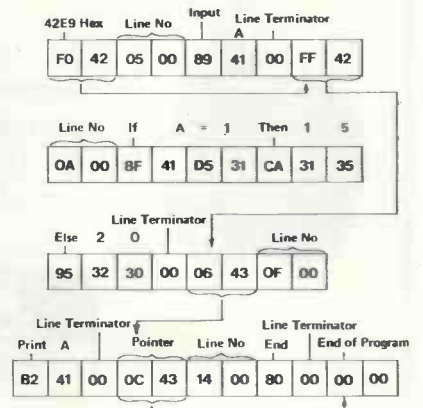 Input
42E9 Hex Line No A Line Terminator
F0 42 05 00 89 41 00 FF 42
Line No If A = 1 Then 1 5
0A 00 8F 41 D5 31 CA 31 35
Line Terminator
Else 2 0 Line No
95 32 30 00 06 43 0F 00
Line Terminator Line Terminator
Print A Pointer Line No End End of Program
B2 41 00 0C 43 14 00 80 00 00 00